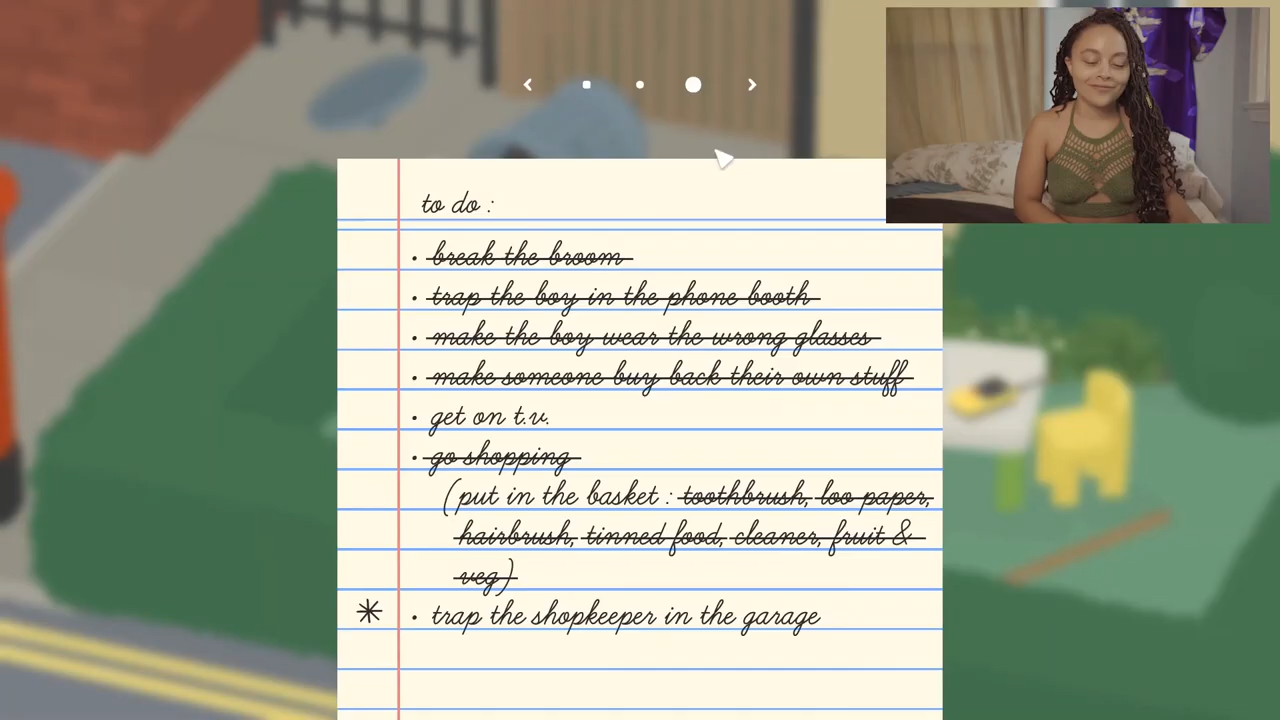 to do :
• break the broom
• trap the boy in the phone booth
• make the boy wear the wrong glasses
• make someone buy back their own stuff
• get on t.v.
• go shopping
(put in the basket : toothbrush, loo paper,
hairbrush, tinned food, cleaner, fruit &
veg)
• trap the shopkeeper in the garage